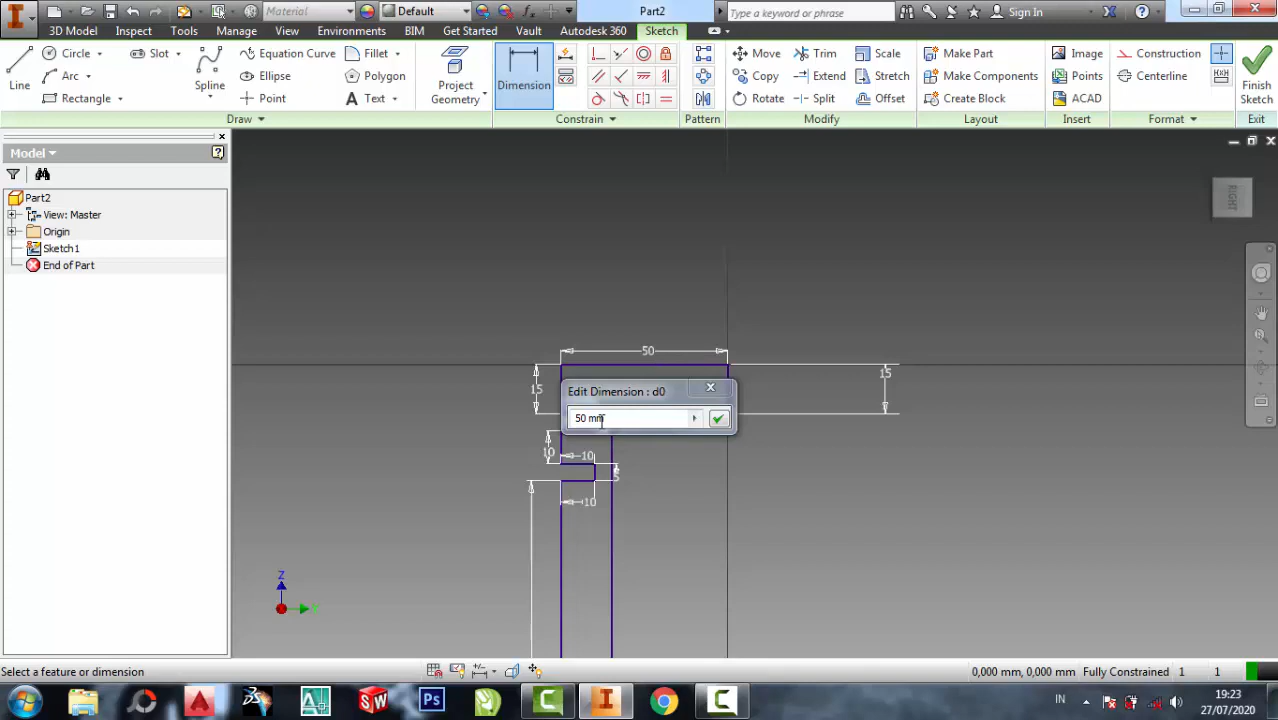 Material
Default
Part2
Type a keyword or phrase
Sign In
3D Model
Inspect
Tools
Manage
View
Environments
BIM
Get Started
Vault
Autodesk 360
Sketch
Line
Circle
Arc
Rectangle
Slot
Spline
Equation Curve
Ellipse
Point
Fillet
Polygon
Text
Project Geometry
Dimension
Move
Copy
Rotate
Trim
Extend
Split
Scale
Stretch
Offset
Make Part
Make Components
Create Block
Image
Points
ACAD
Construction
Centerline
Finish Sketch
Draw
Constrain
Pattern
Modify
Layout
Insert
Format
Exit
Model
Part2
View: Master
Origin
Sketch1
End of Part
RIGHT
50
15
15
Edit Dimension : d0
50 mm
10
10
5
10
Z
Y
Select a feature or dimension
0,000 mm, 0,000 mm
Fully Constrained
1
1
IN
19:23
27/07/2020